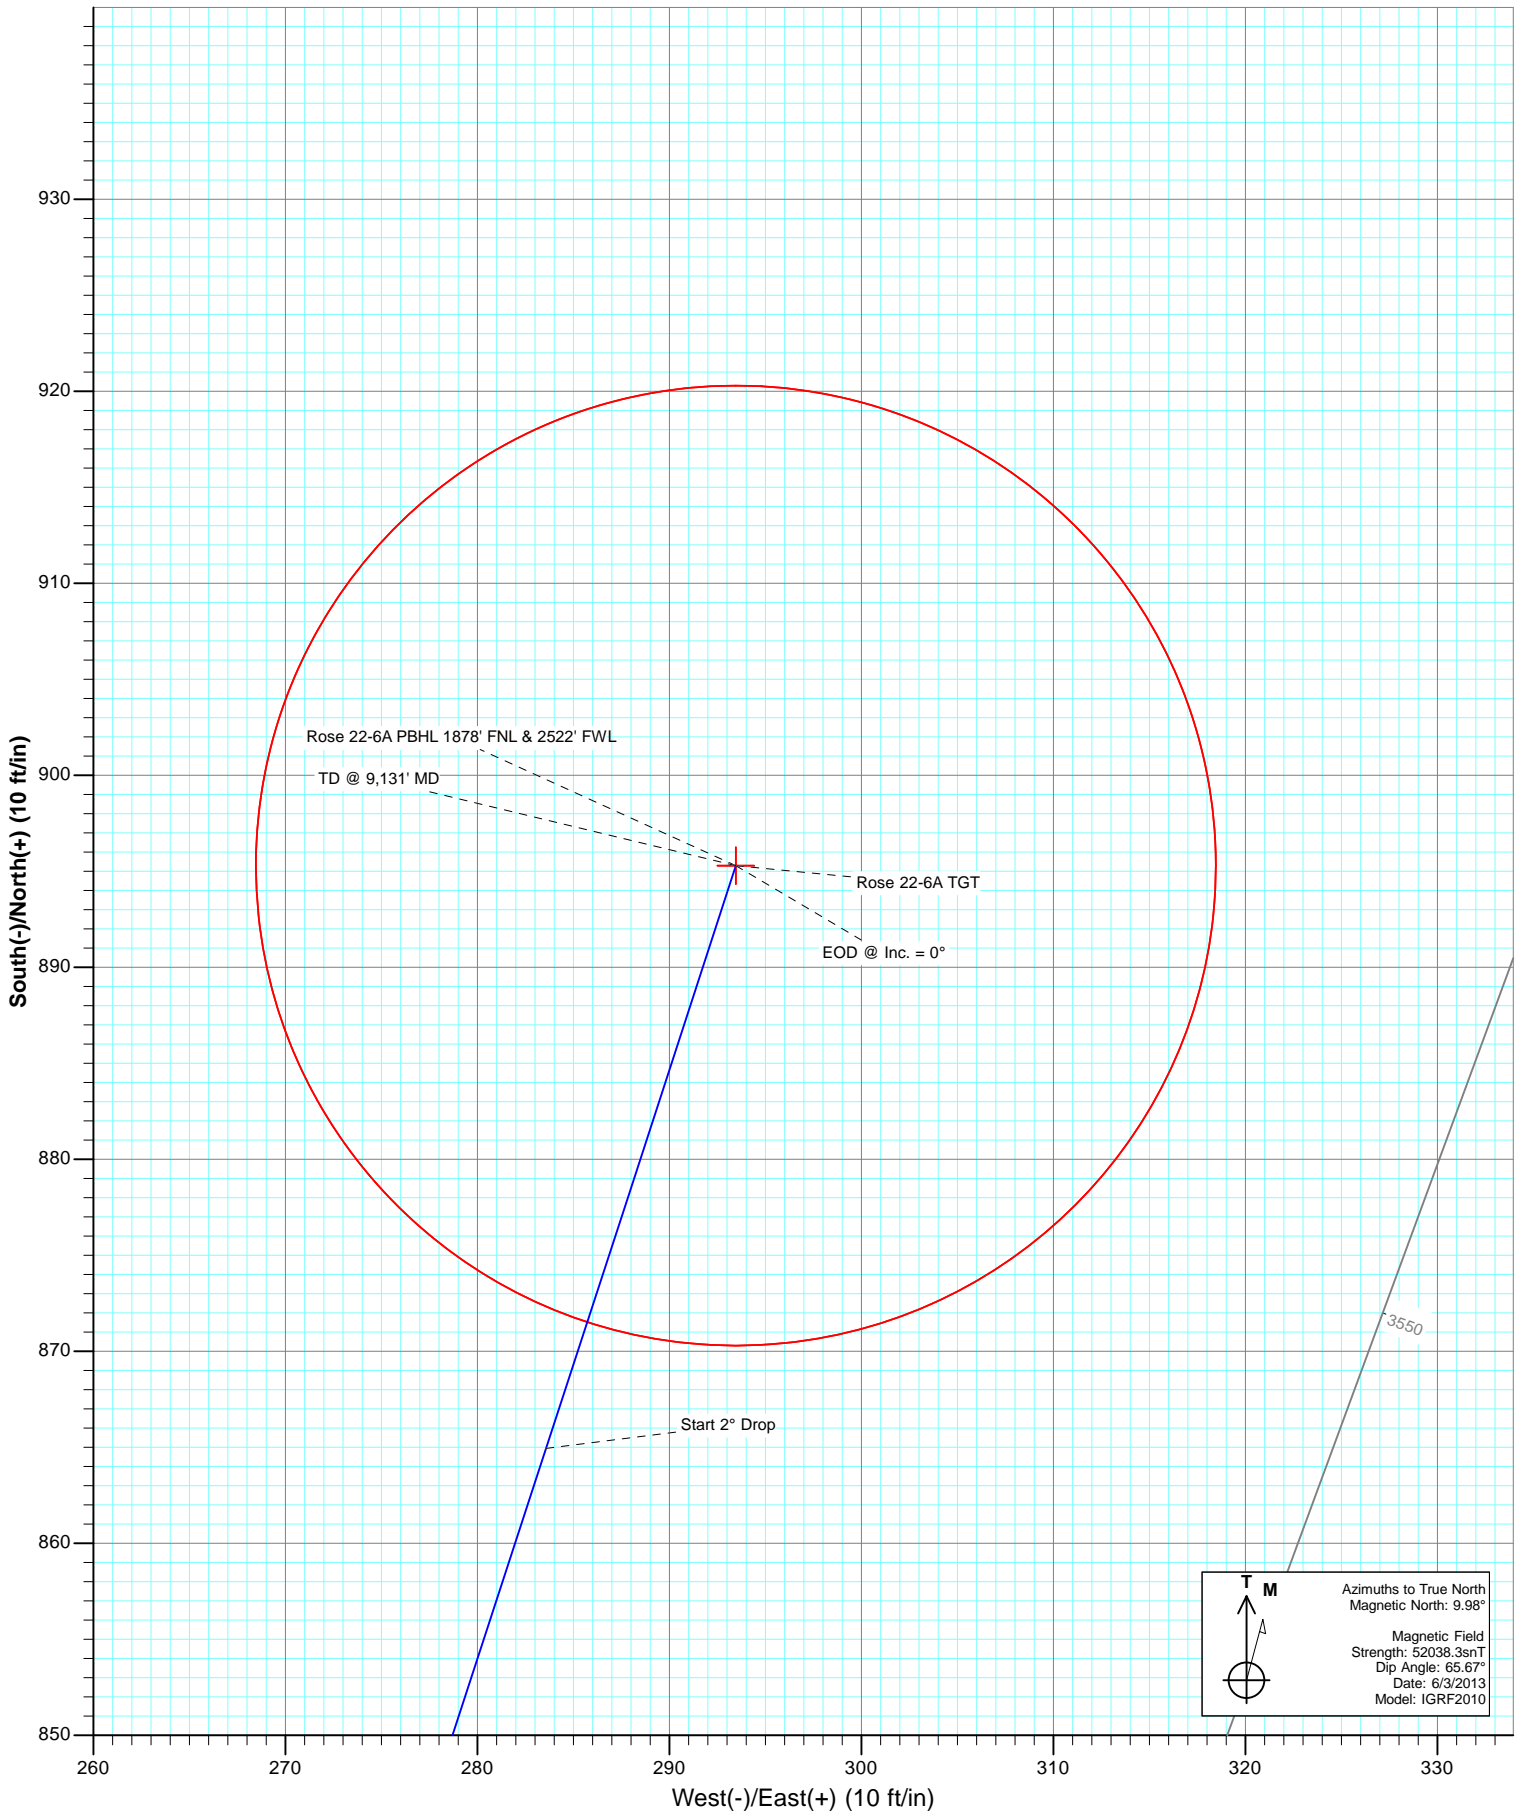 South(-)/North(+) (10 ft/in)
930
920
910
900
890
880
870
860
850
Rose 22-6A PBHL 1878' FNL & 2522' FWL
TD @ 9,131' MD
Rose 22-6A TGT
EOD @ Inc. = 0°
3550
Start 2° Drop
T
M
Azimuths to True North
Magnetic North: 9.98°
Magnetic Field
Strength: 52038.3snT
Dip Angle: 65.67°
Date: 6/3/2013
Model: IGRF2010
260
270
280
290
300
310
320
330
West(-)/East(+) (10 ft/in)